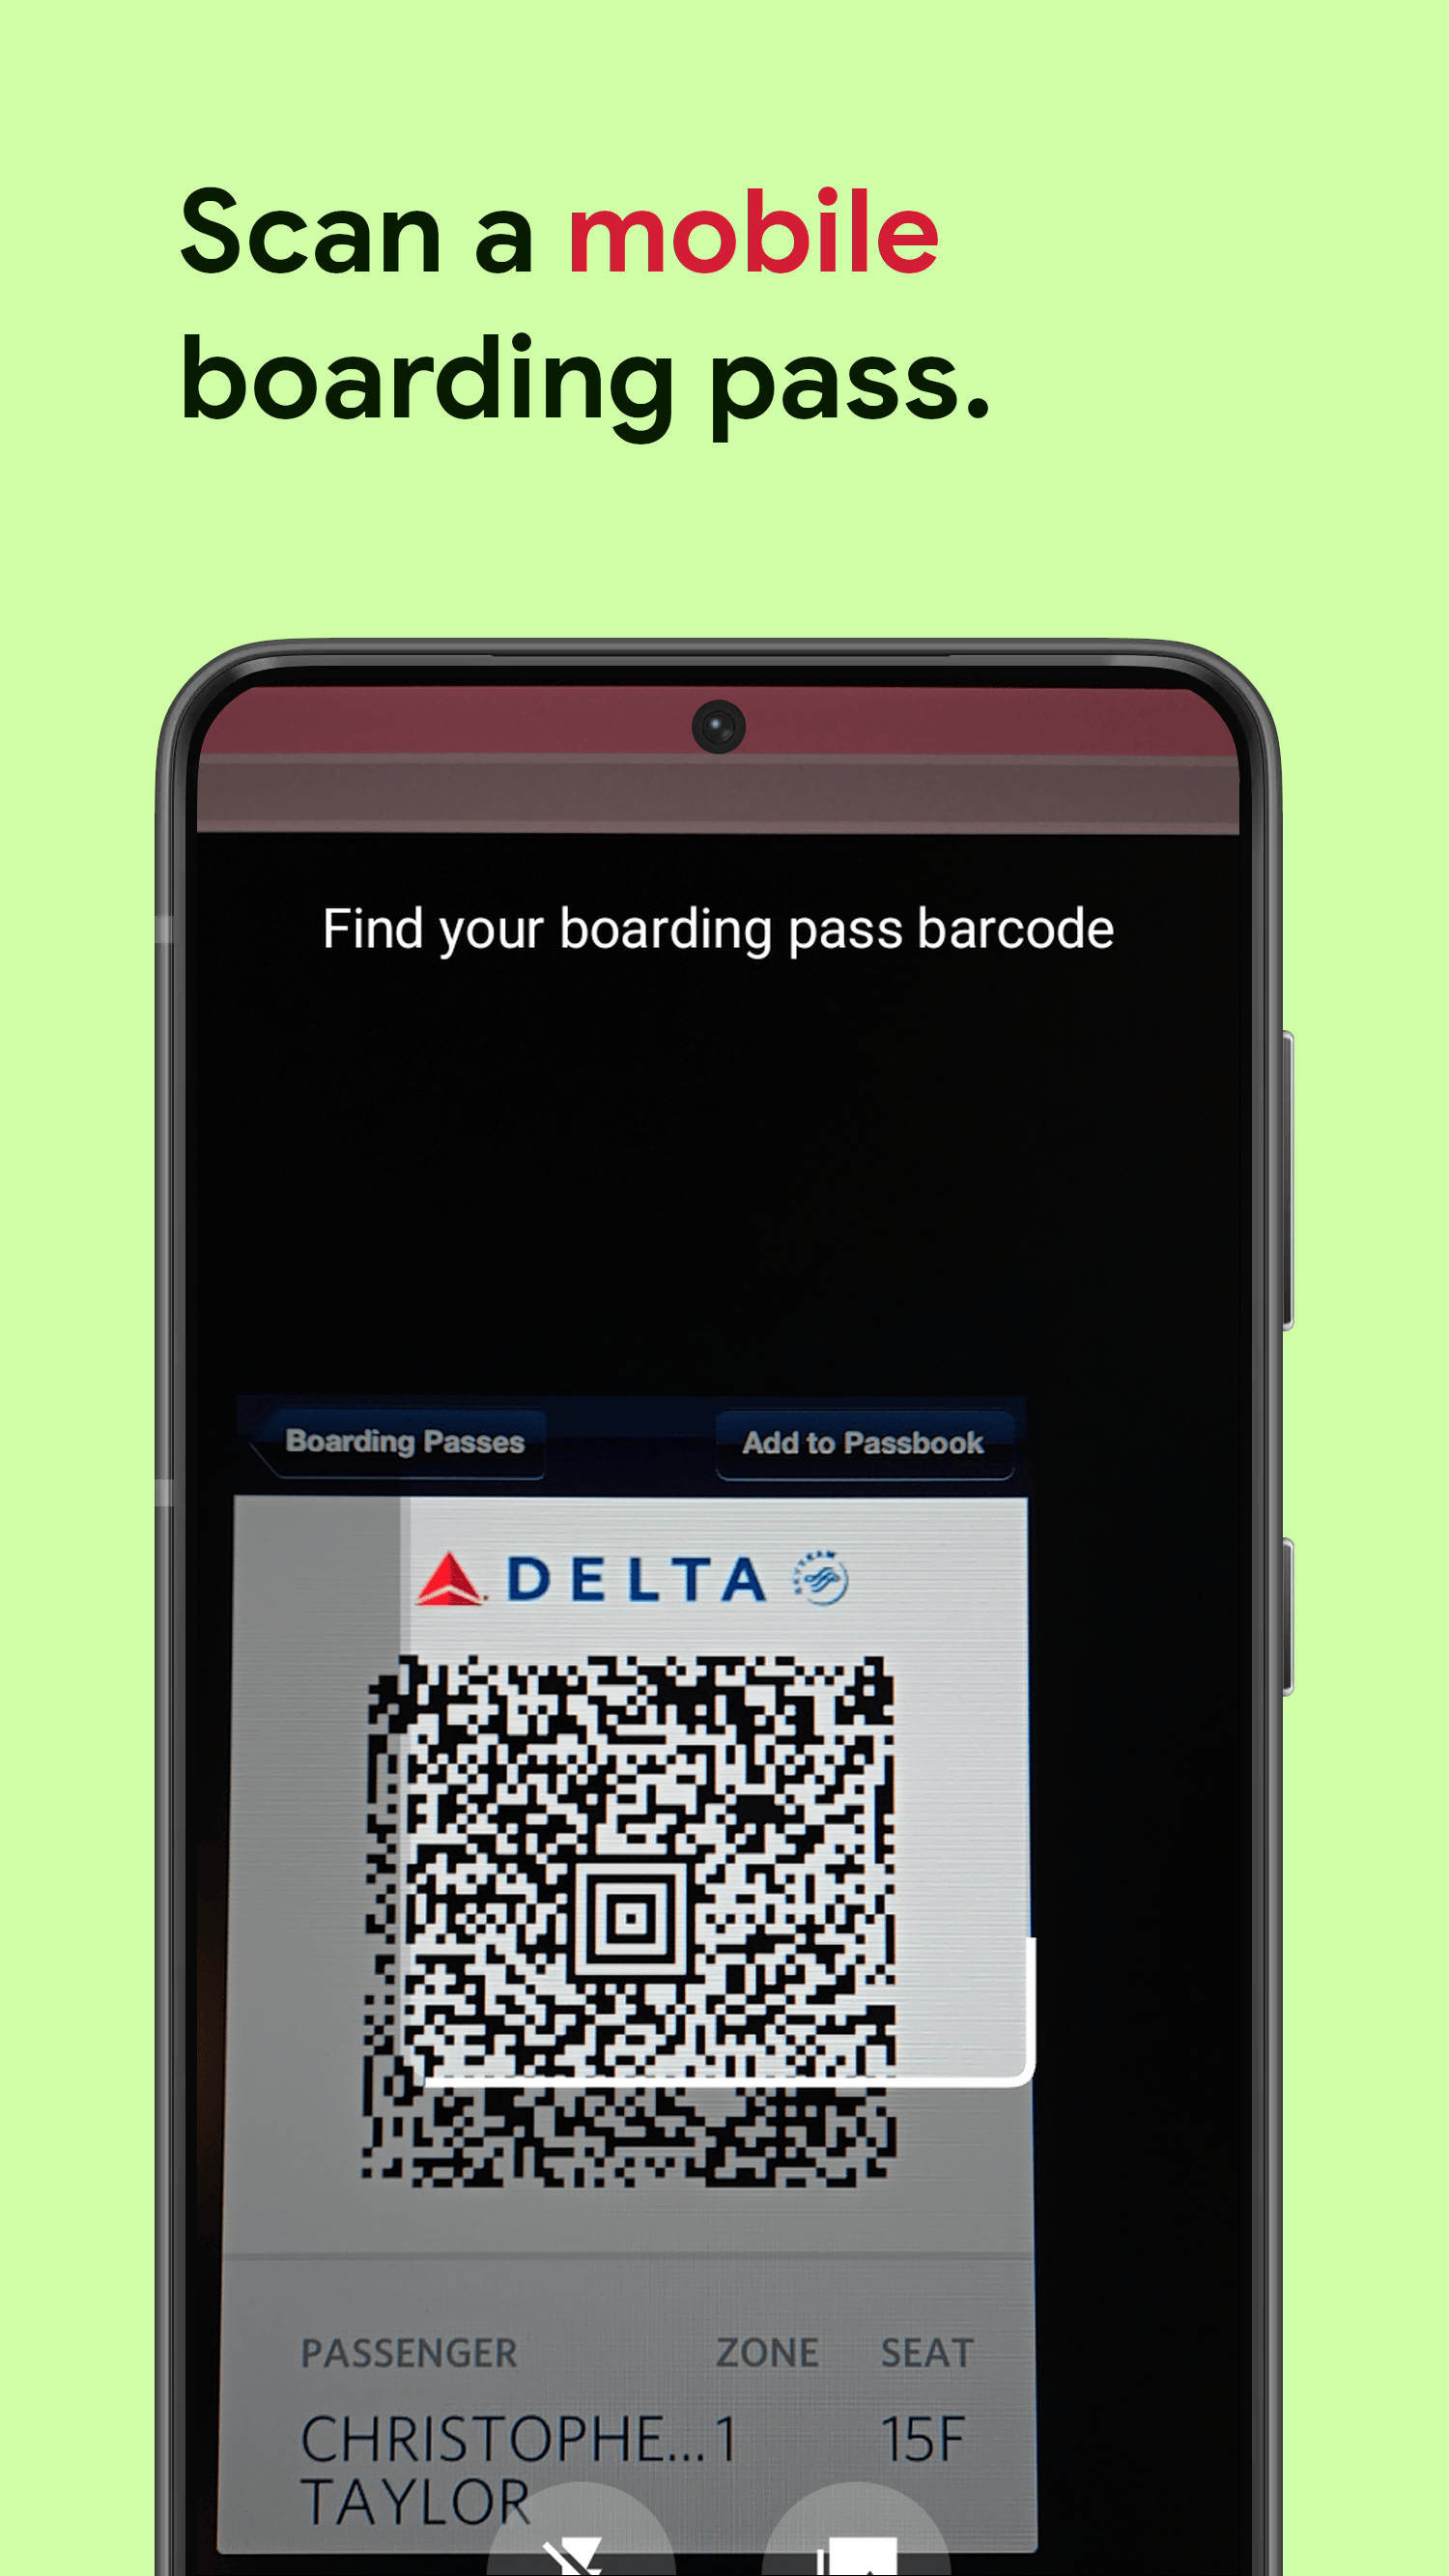 Scan a mobile
boarding pass.
Find your boarding pass barcode
Boarding Passes
Add to Passbook
DELTA
SKYTEAM
PASSENGER ZONE SEAT
CHRISTOPHE... 1 15F
TAYLOR